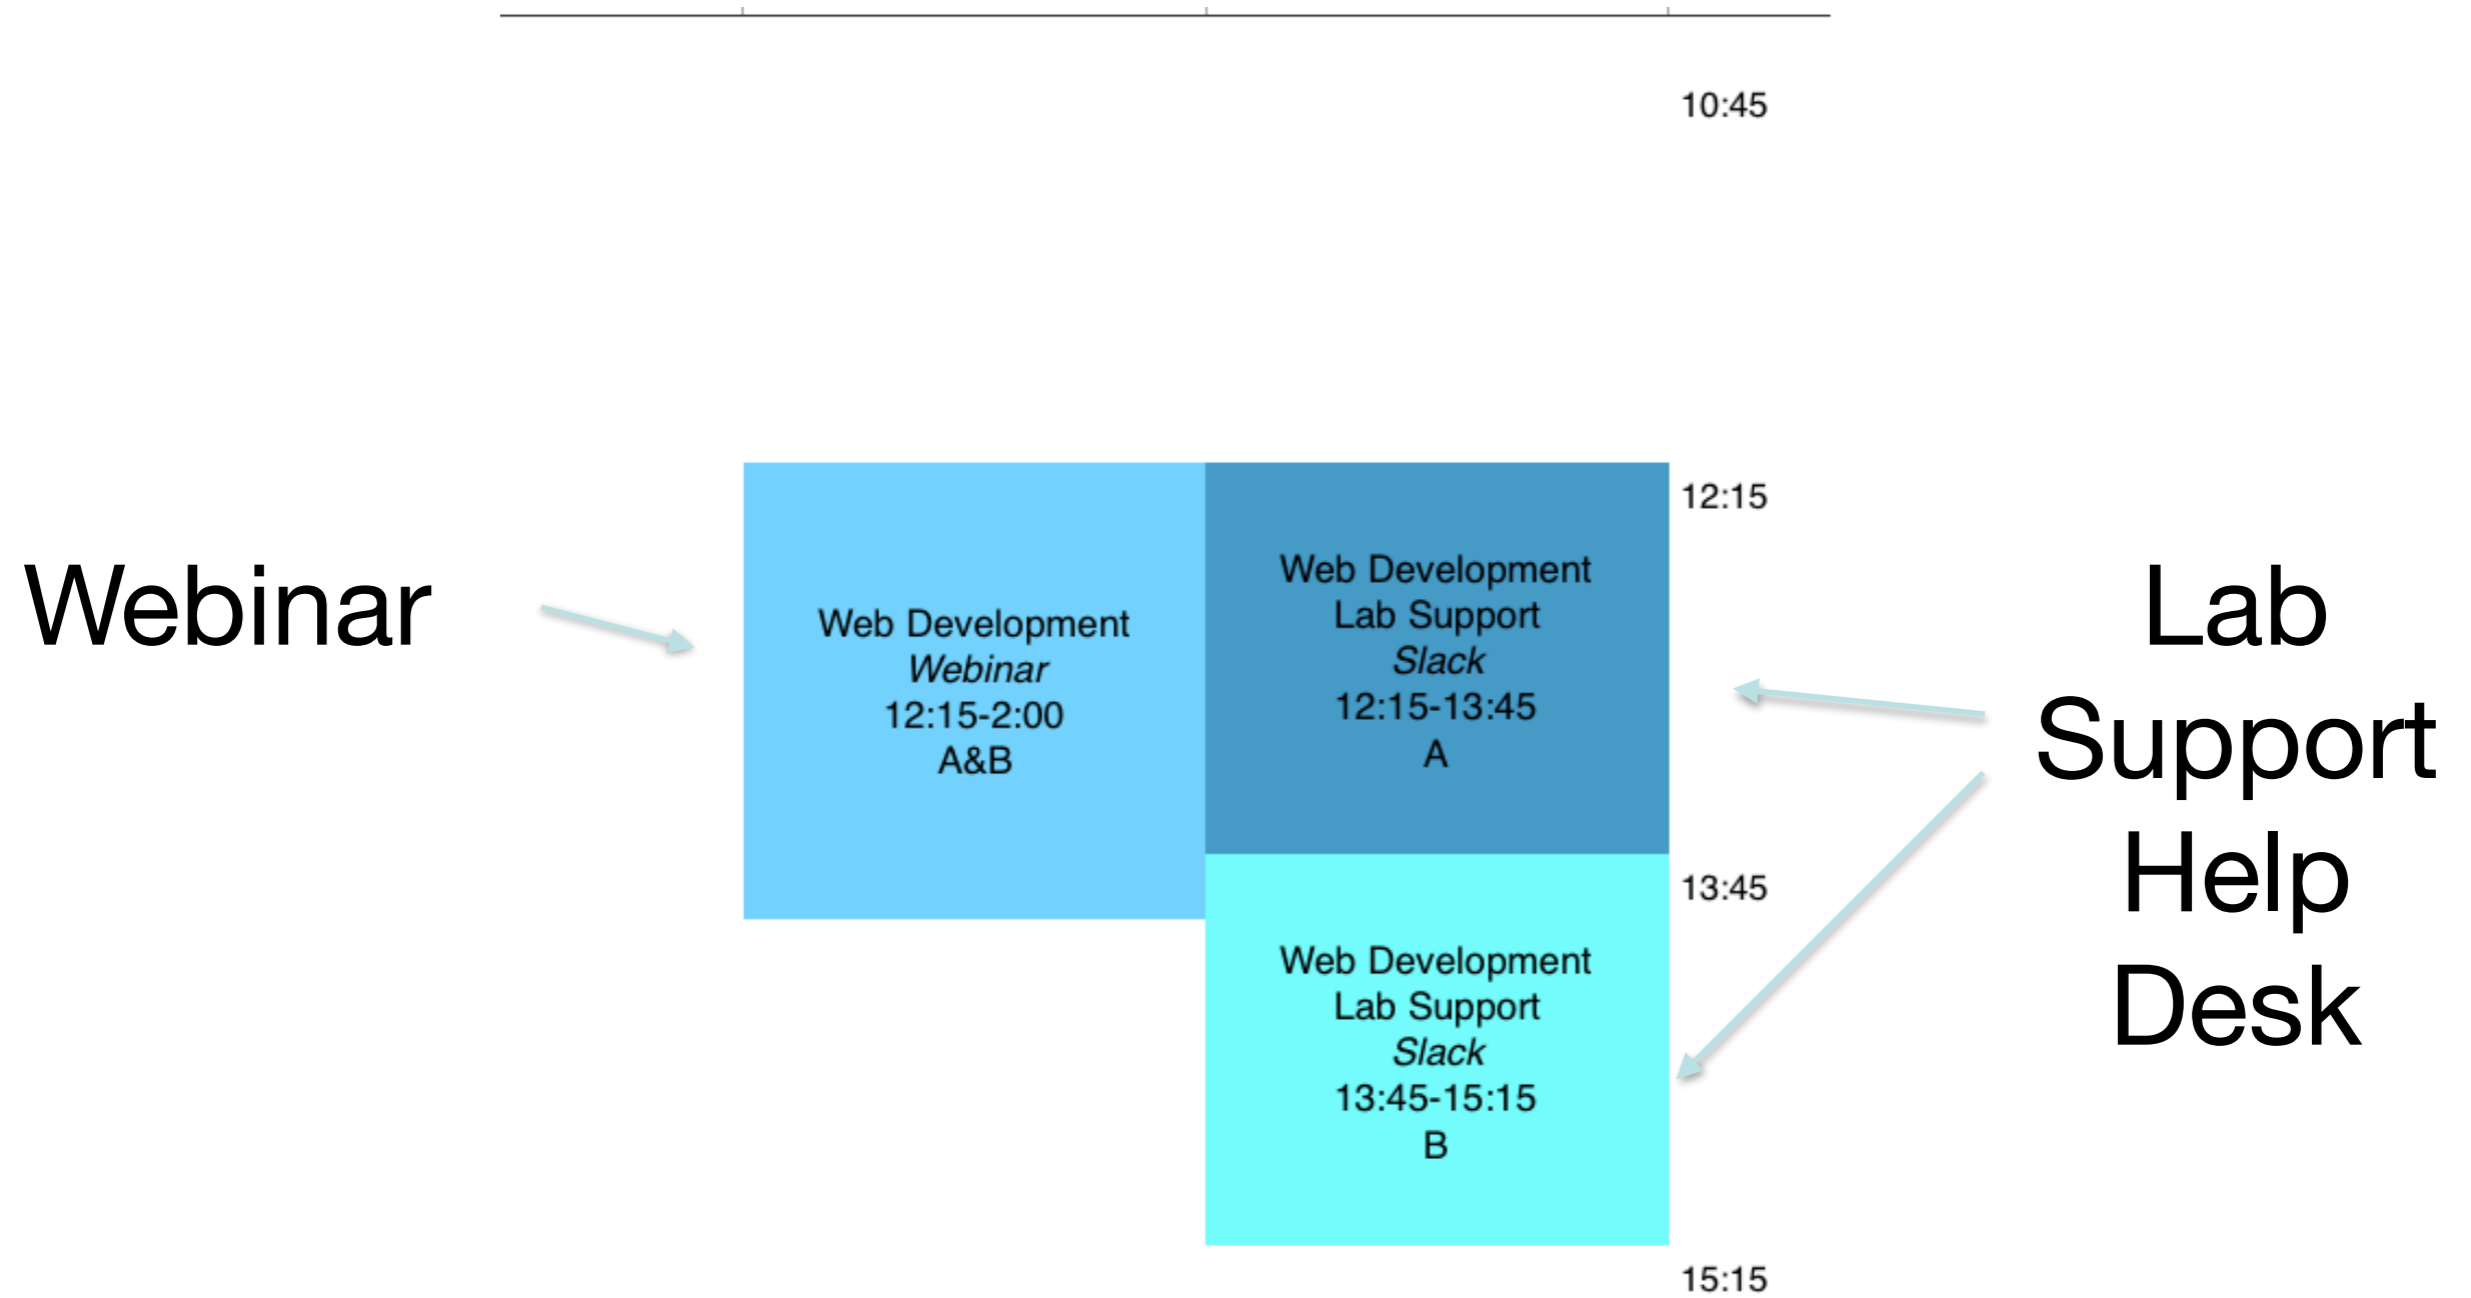 10:45
Webinar
Web Development
Webinar
12:15-2:00
A&B
Web Development
Lab Support
Slack
12:15-13:45
A
12:15
Web Development
Lab Support
Slack
13:45-15:15
B
13:45
15:15
Lab
Support
Help
Desk